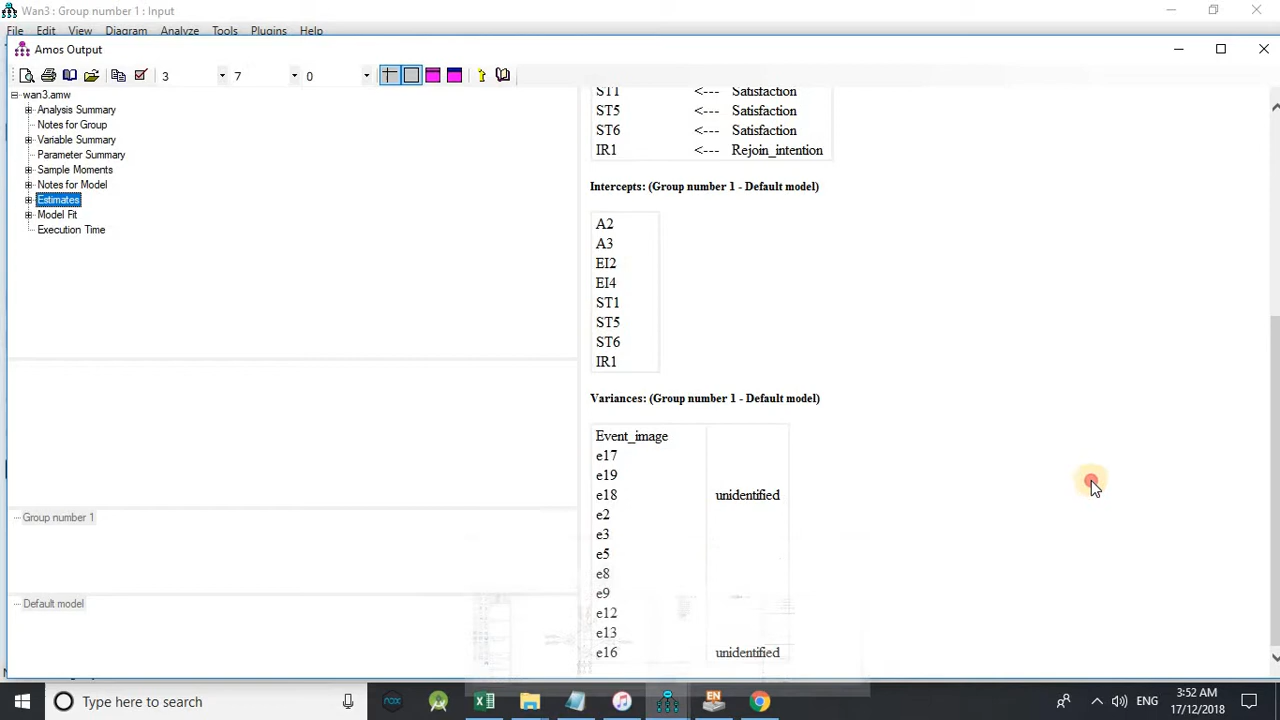 Wan3: Group number 1 : Input
File Edit View Diagram Analyze Tools Plugins Help
Amos Output
3 7 0
wan3.amw
Analysis Summary
Notes for Group
Variable Summary
Parameter Summary
Sample Moments
Notes for Model
Estimates
Model Fit
Execution Time
Group number 1
Default model
ST1 <--- Satisfaction
ST5 <--- Satisfaction
ST6 <--- Satisfaction
IR1 <--- Rejoin_intention
Intercepts: (Group number 1 - Default model)
A2
A3
EI2
EI4
ST1
ST5
ST6
IR1
Variances: (Group number 1 - Default model)
Event_image
e17
e19
e18 unidentified
e2
e3
e5
e8
e9
e12
e13
e16 unidentified
Type here to search
EN
ENG
3:52 AM
17/12/2018